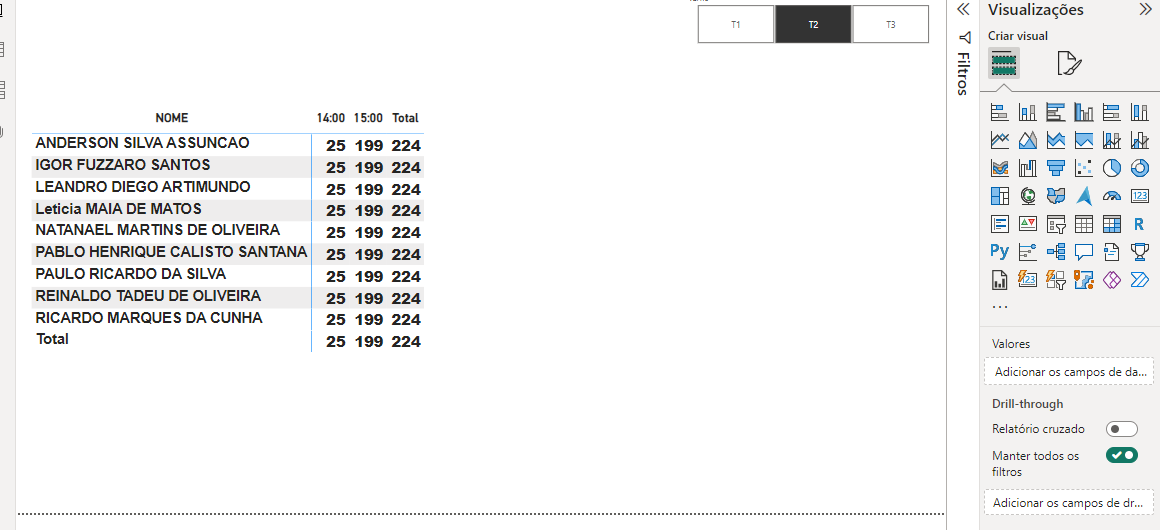 T1 T2 T3
NOME 14:00 15:00 Total
ANDERSON SILVA ASSUNCAO 25 199 224
IGOR FUZZARO SANTOS 25 199 224
LEANDRO DIEGO ARTIMUNDO 25 199 224
Leticia MAIA DE MATOS 25 199 224
NATANAEL MARTINS DE OLIVEIRA 25 199 224
PABLO HENRIQUE CALISTO SANTANA 25 199 224
PAULO RICARDO DA SILVA 25 199 224
REINALDO TADEU DE OLIVEIRA 25 199 224
RICARDO MARQUES DA CUNHA 25 199 224
Total 25 199 224
Filtros
Visualizações
Criar visual
123
R
Py
123
...
Valores
Adicionar os campos de da...
Drill-through
Relatório cruzado
Manter todos os
filtros
Adicionar os campos de dr...